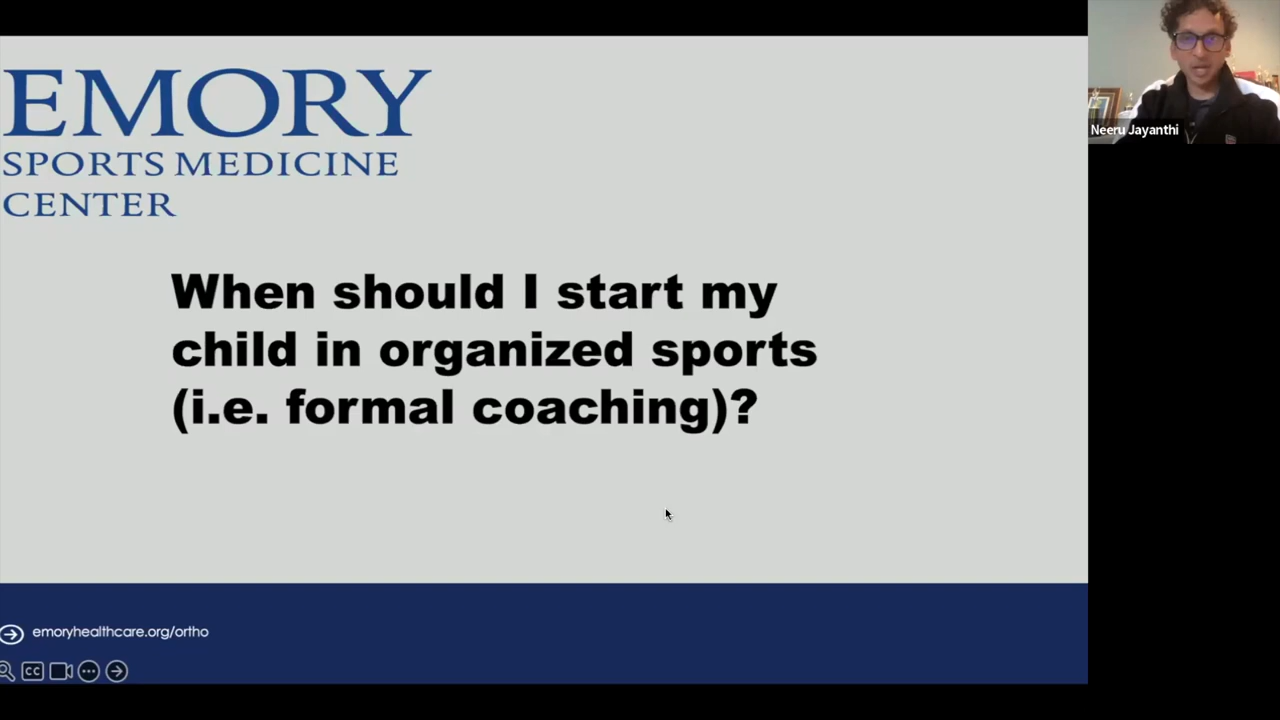 EMORY
SPORTS MEDICINE
CENTER
Neeru Jayanthi
When should I start my
child in organized sports
(i.e. formal coaching)?
emoryhealthcare.org/ortho
CC